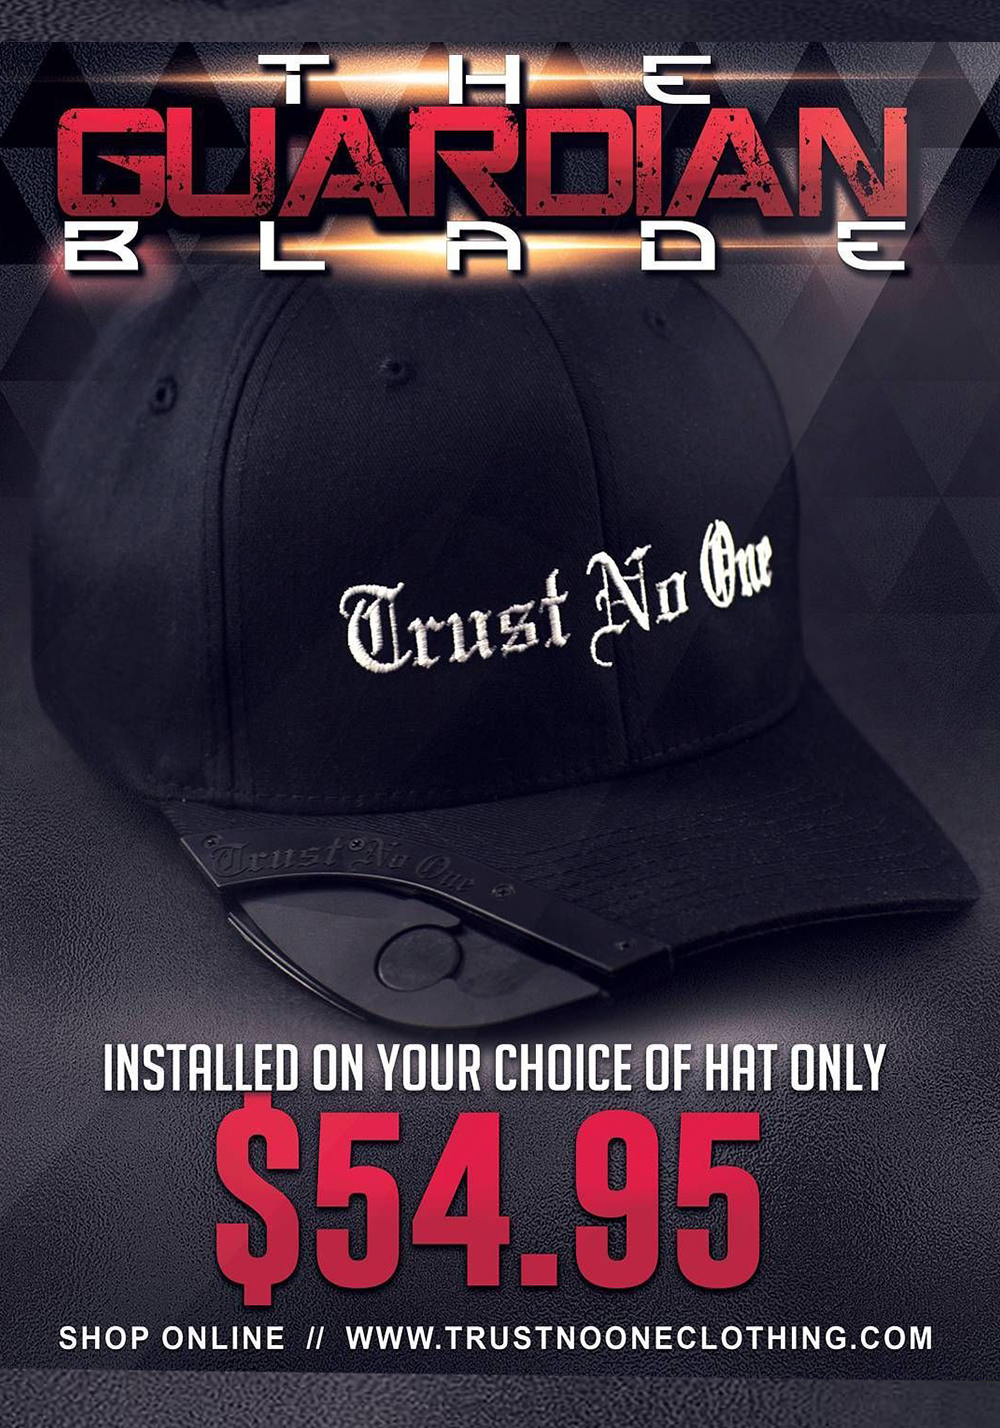 THE
GUARDIAN
BLADE
Trust No One
Trust No One
INSTALLED ON YOUR CHOICE OF HAT ONLY
$54.95
SHOP ONLINE // WWW.TRUSTNOONECLOTHING.COM